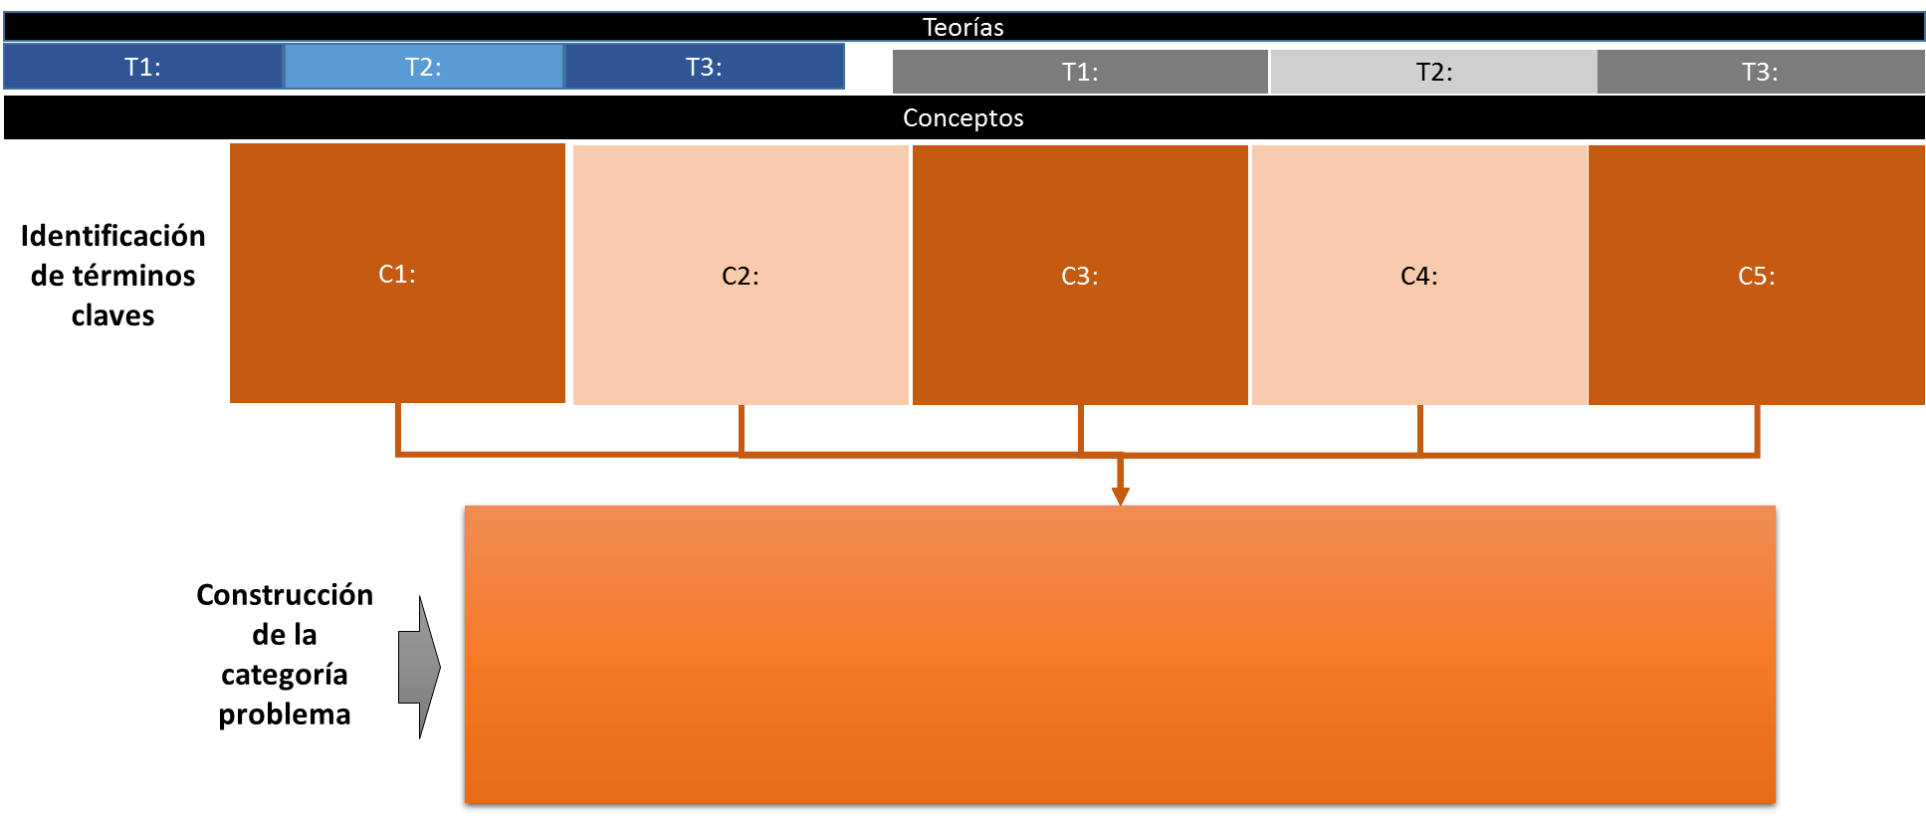 Teorías
T1:
T2:
T3:
T1:
T2:
T3:
Conceptos
Identificación
de términos
claves
C1:
C2:
C3:
C4:
C5:
Construcción
de la
categoría
problema